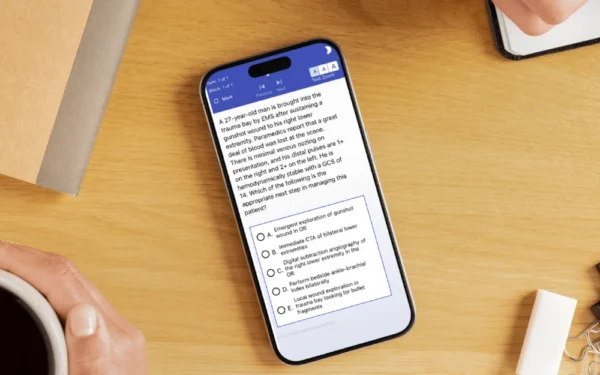 Item: 1 of 1
Block: 1 of 1
Mark
Previous
Next
A A A
Text Zoom
A 27-year-old man is brought into the
trauma bay by EMS after sustaining a
gunshot wound to his right lower
extremity. Paramedics report that a great
deal of blood was lost at the scene.
There is minimal venous oozing on
presentation, and his distal pulses are 1+
on the right and 2+ on the left. He is
hemodynamically stable with a GCS of
14. Which of the following is the
appropriate next step in managing this
patient?
A. Emergent exploration of gunshot
wound in OR
B. Immediate CTA of bilateral lower
extremities
C. Digital subtraction angiography of
the right lower extremity in the
OR
D. Perform bedside ankle-brachial
index bilaterally
E. Local wound exploration in
trauma bay looking for bullet
fragments